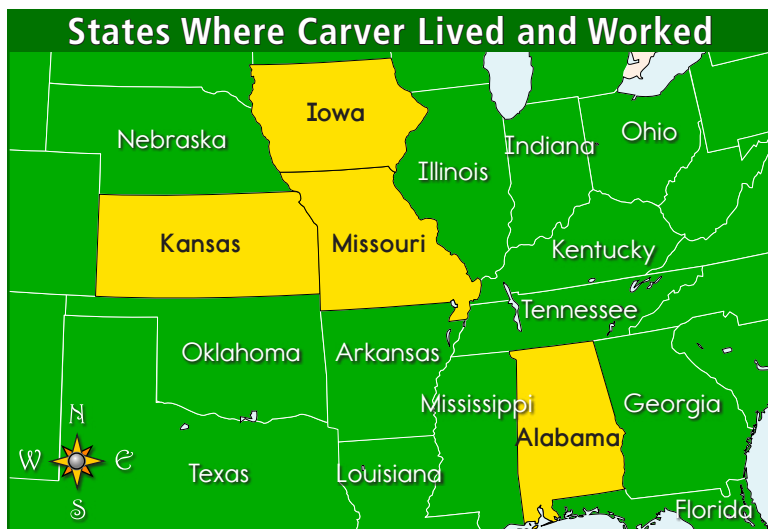 States Where Carver Lived and Worked
Iowa
Nebraska
Ohio
Indiana
Illinois
Kansas
Missouri
Kentucky
Tennessee
Oklahoma
Arkansas
Mississippi
Georgia
Alabama
N
W
E
S
Texas
Louisiand
Florida